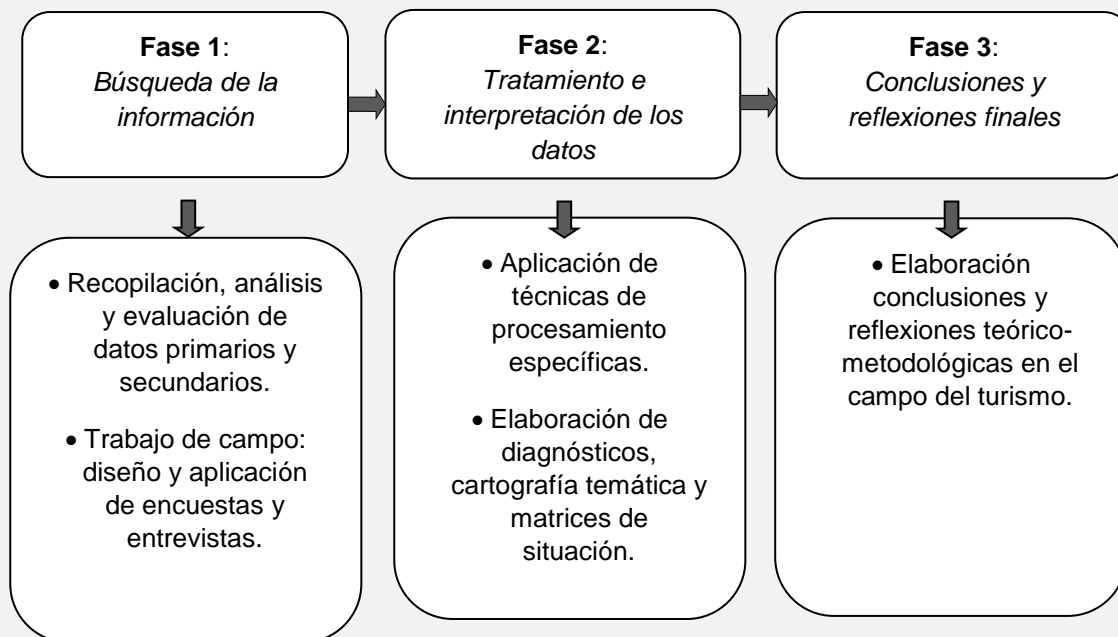 Fase 1:
Búsqueda de la
información
Fase 2:
Tratamiento e
interpretación de los
datos
Fase 3:
Conclusiones y
reflexiones finales
• Recopilación, análisis
y evaluación de
datos primarios y
secundarios.
• Trabajo de campo:
diseño y aplicación
de encuestas y
entrevistas.
• Aplicación de
técnicas de
procesamiento
específicas.
• Elaboración de
diagnósticos,
cartografía temática y
matrices de
situación.
• Elaboración
conclusiones y
reflexiones teórico-
metodológicas en el
campo del turismo.